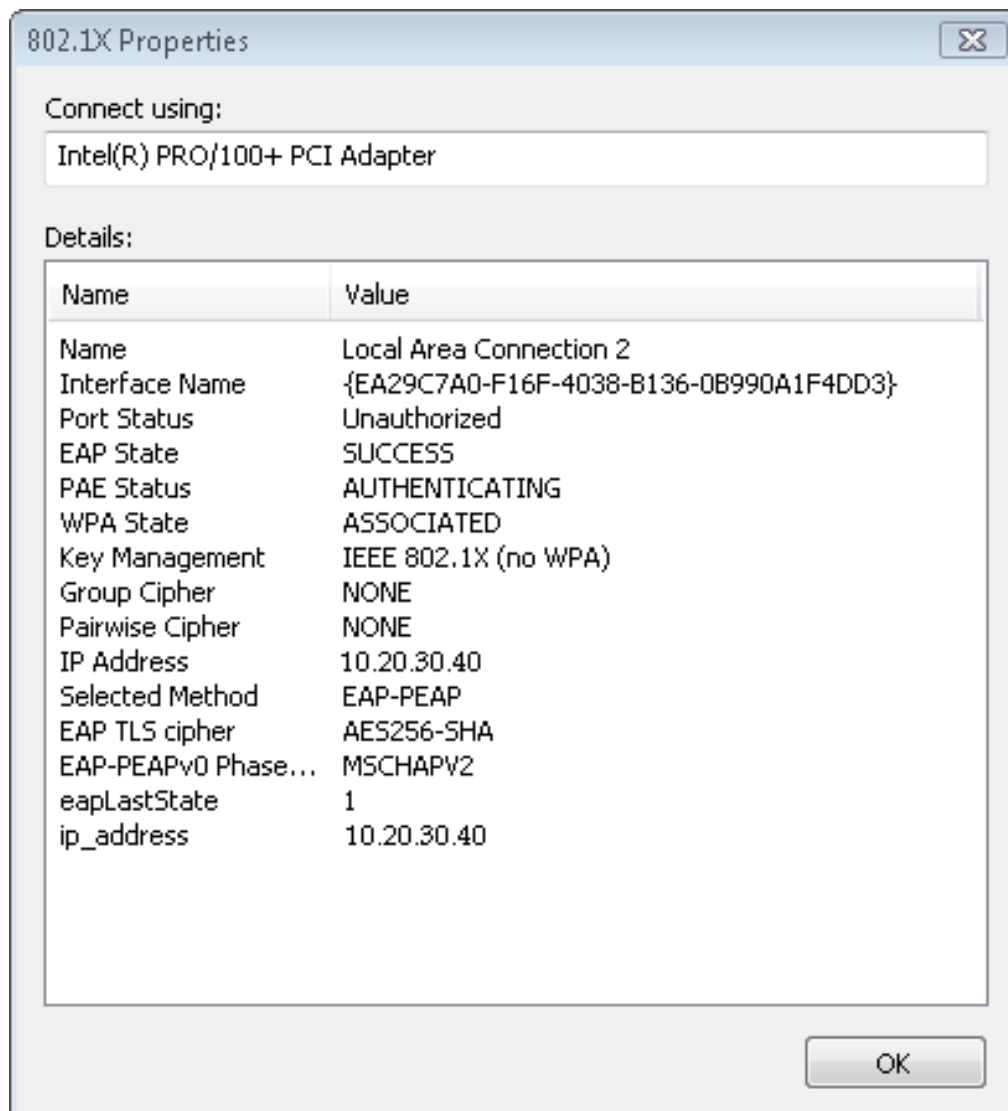 802.1X Properties
Connect using:
Intel(R) PRO/100+ PCI Adapter
Details:
Name Value
Name Local Area Connection 2
Interface Name {EA29C7A0-F16F-4038-B136-0B990A1F4DD3}
Port Status Unauthorized
EAP State SUCCESS
PAE Status AUTHENTICATING
WPA State ASSOCIATED
Key Management IEEE 802.1X (no WPA)
Group Cipher NONE
Pairwise Cipher NONE
IP Address 10.20.30.40
Selected Method EAP-PEAP
EAP TLS cipher AES256-SHA
EAP-PEAPv0 Phase... MSCHAPV2
eapLastState 1
ip_address 10.20.30.40
OK